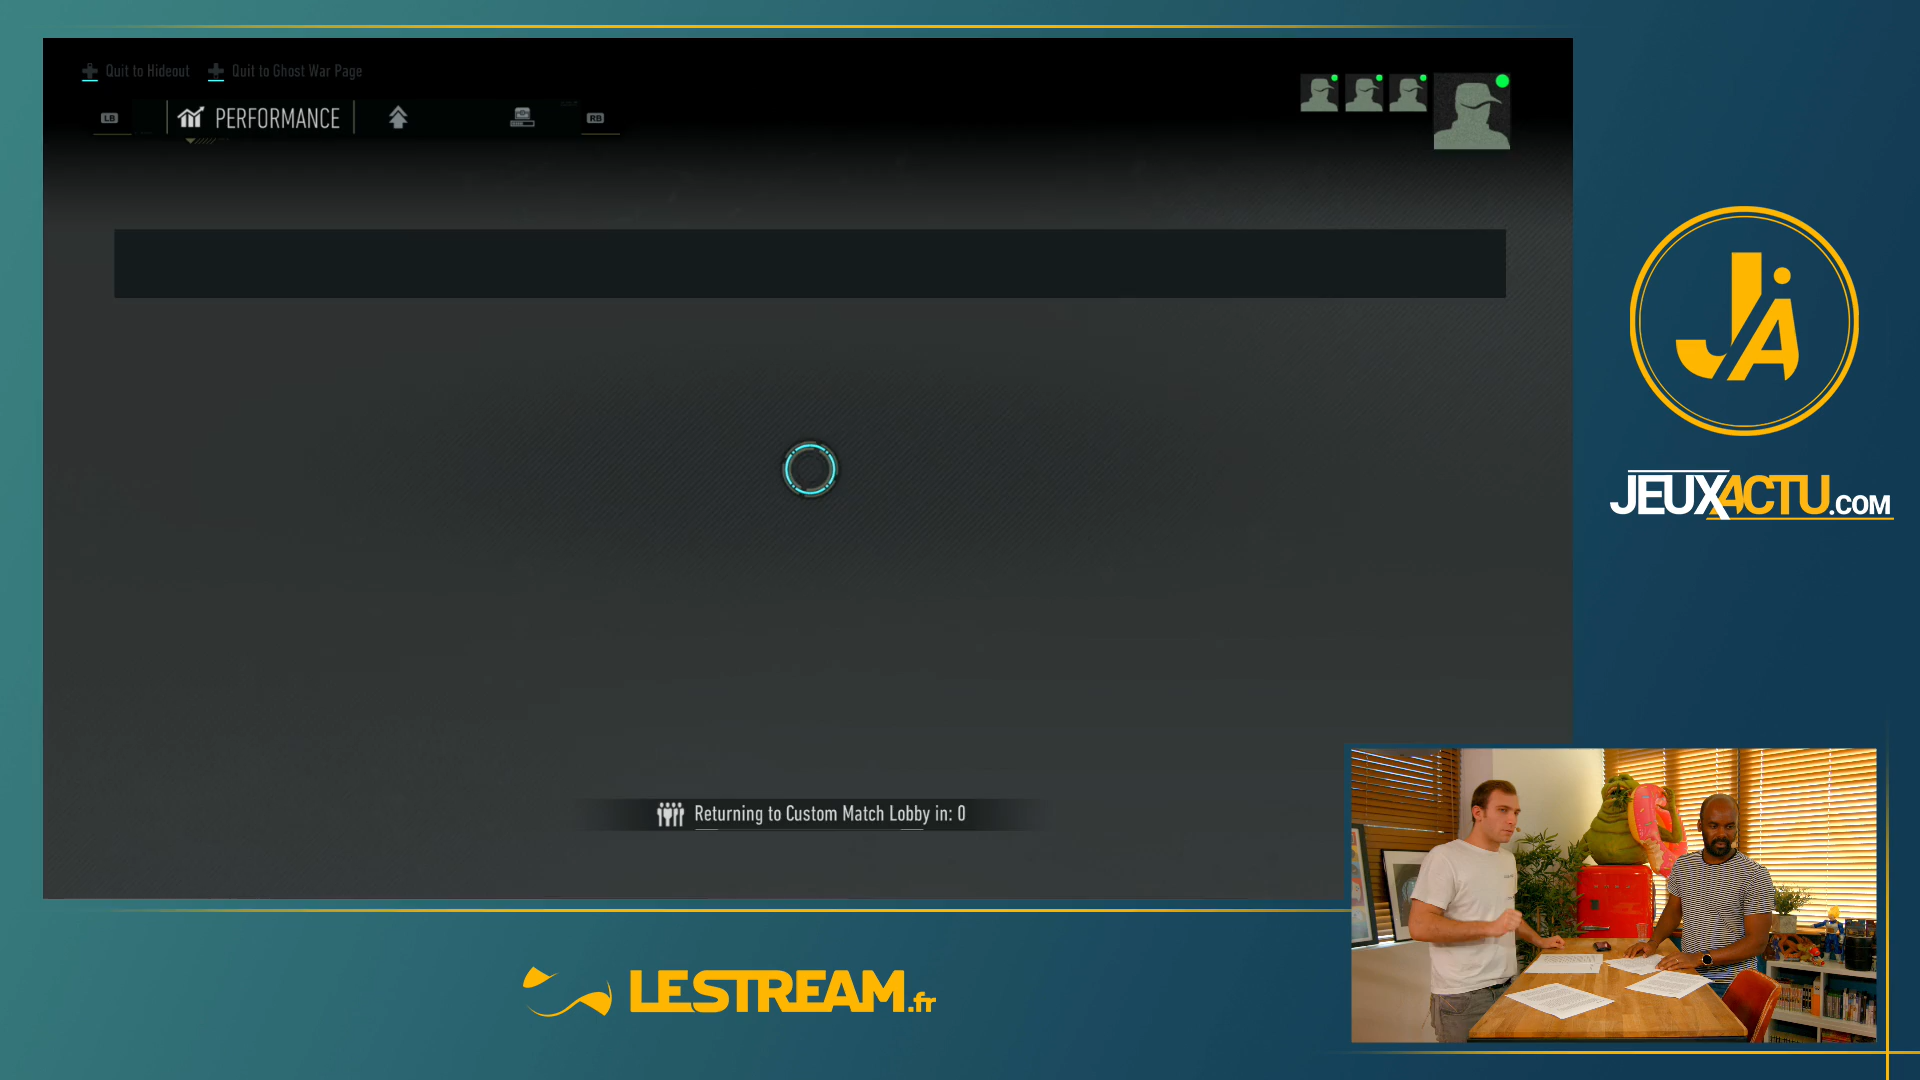 Quit to Hideout
Quit to Ghost War Page
LB
PERFORMANCE
RB
JA
JEUXACTU.COM
Returning to Custom Match Lobby in: 0
LESTREAM.fr